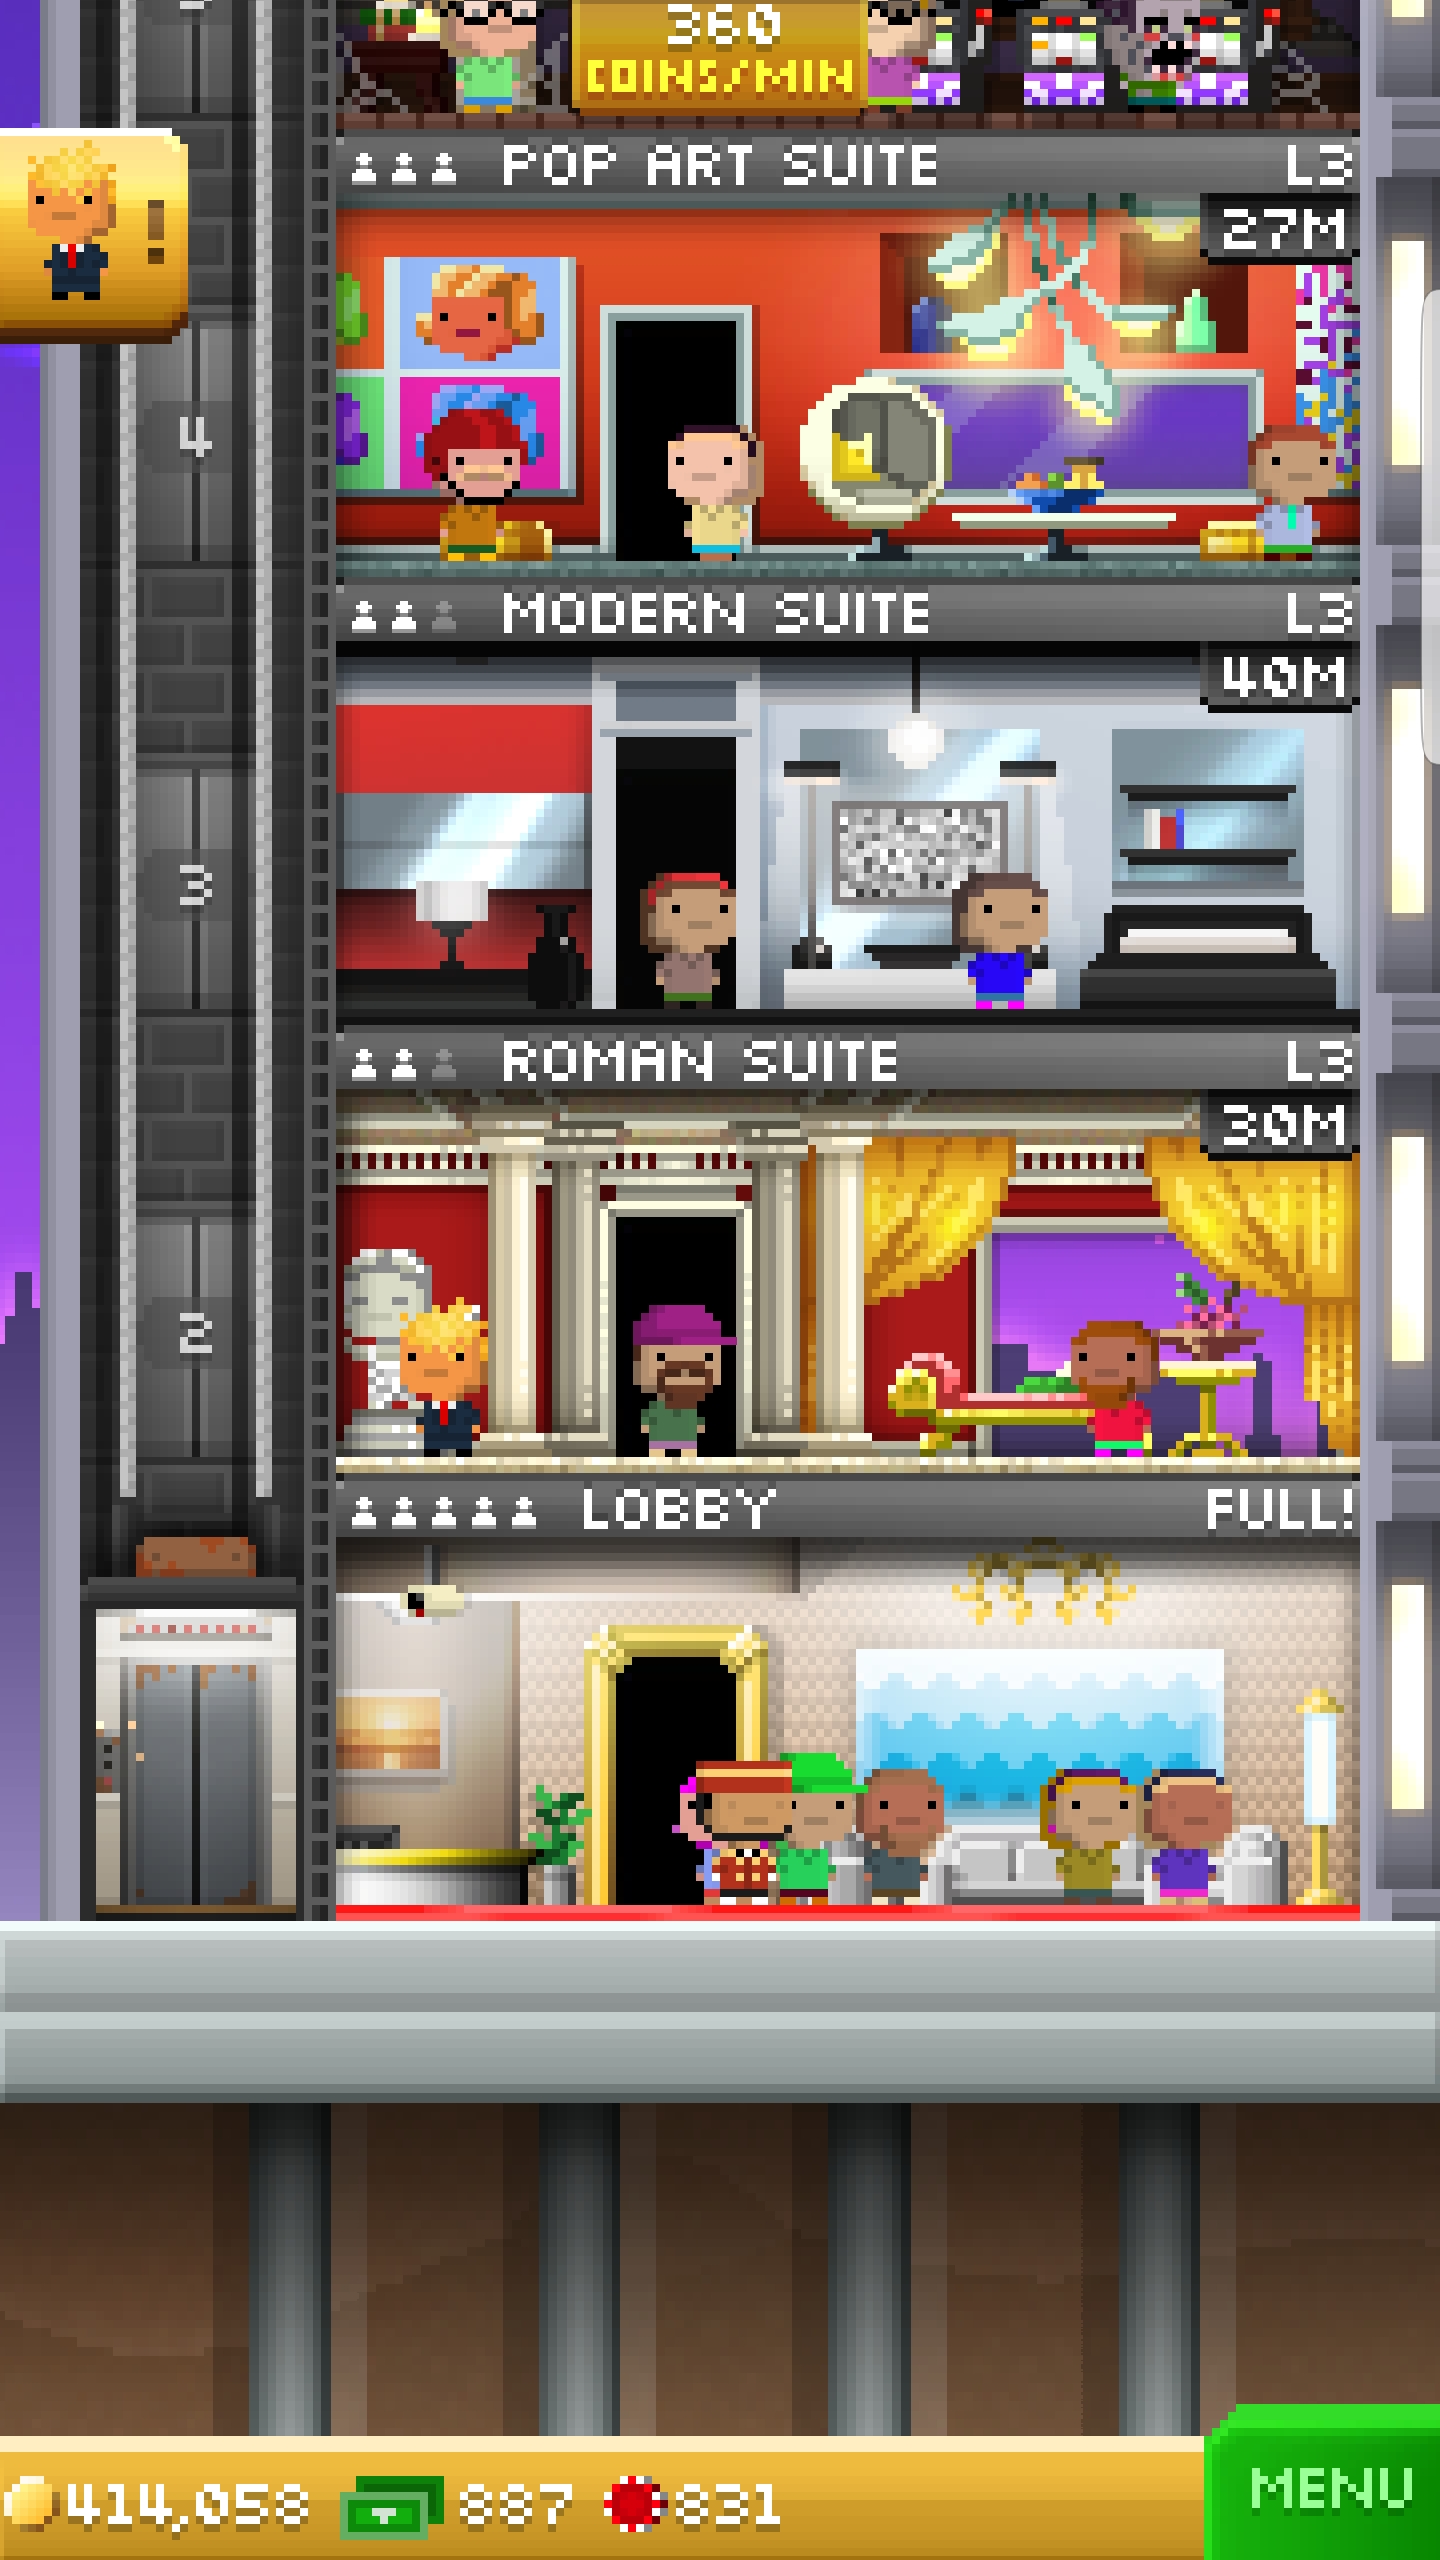 360
COINS/MIN
POP ART SUITE L3
27M
!
4
MODERN SUITE L3
40M
3
ROMAN SUITE L3
30M
2
LOBBY FULL!
414,058 887 831
MENU